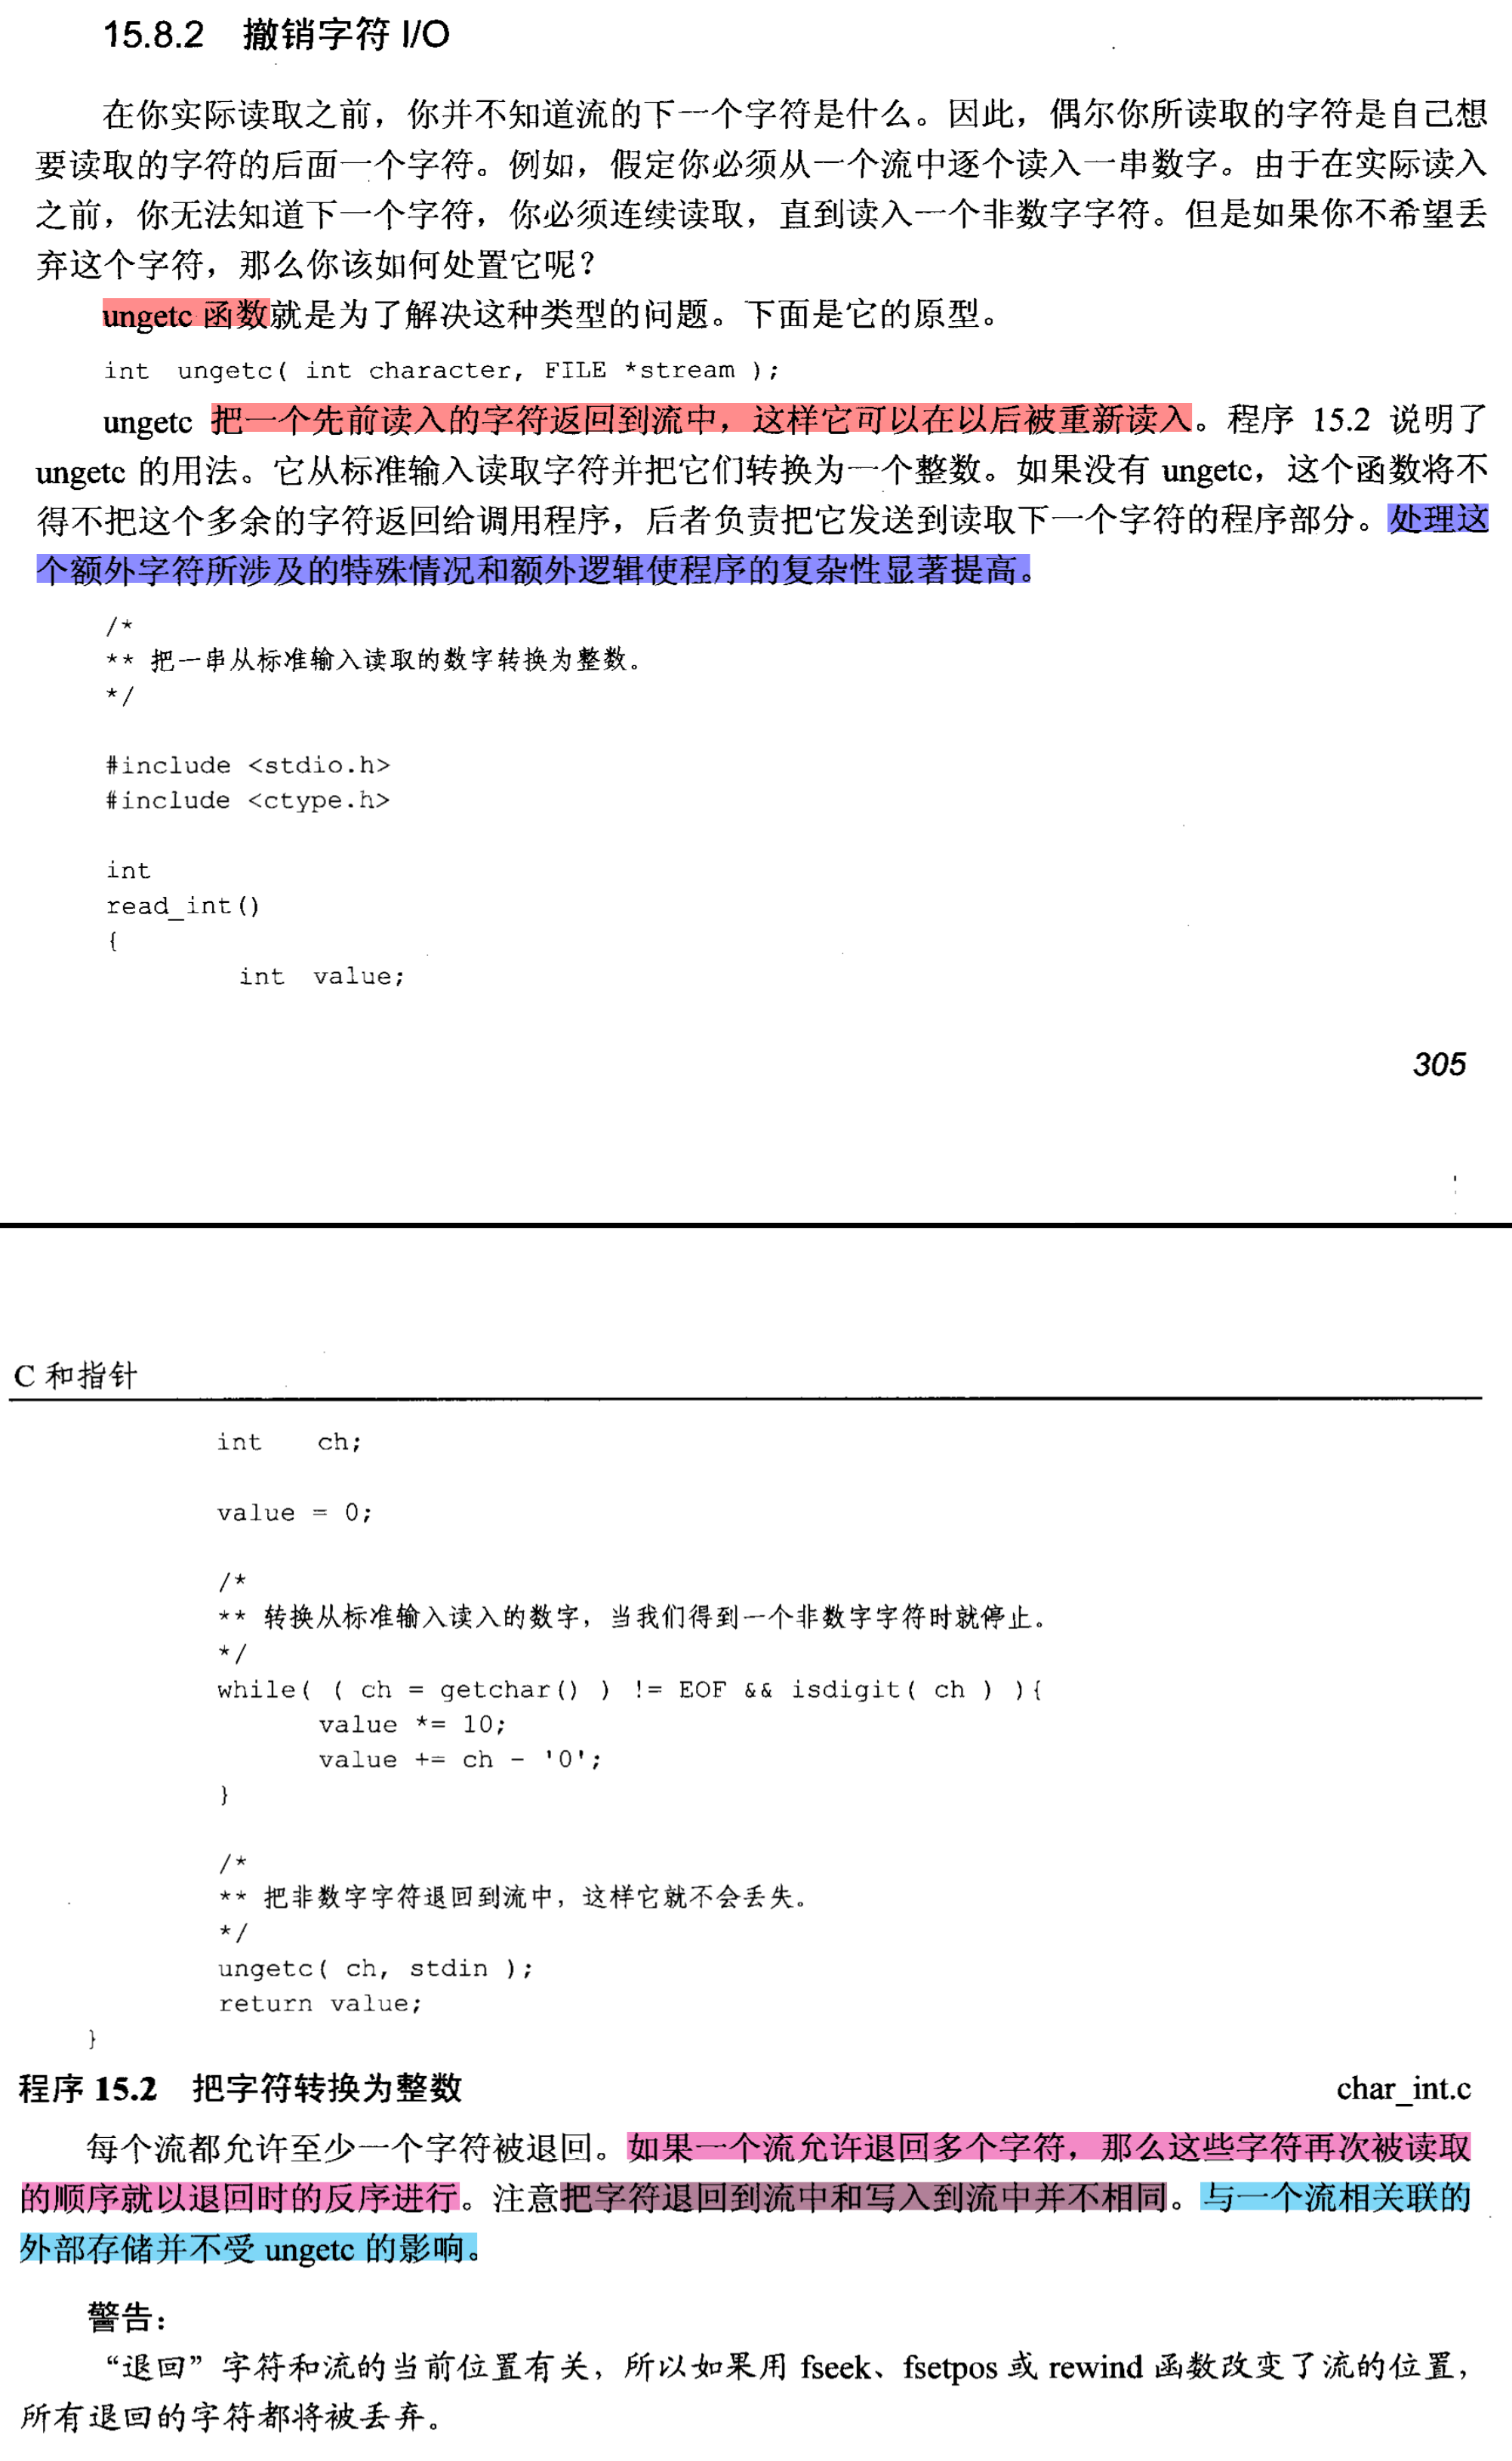 15.8.2 撤销字符 I/O
在你实际读取之前，你并不知道流的下一个字符是什么。因此，偶尔你所读取的字符是自己想
要读取的字符的后面一个字符。例如，假定你必须从一个流中逐个读入一串数字。由于在实际读入
之前，你无法知道下一个字符，你必须连续读取，直到读入一个非数字字符。但是如果你不希望丢
弃这个字符，那么你该如何处置它呢？
ungetc 函数就是为了解决这种类型的问题。下面是它的原型。
int ungetc( int character, FILE *stream );
ungetc 把一个先前读入的字符返回到流中，这样它可以在以后被重新读入。程序 15.2 说明了
ungetc 的用法。它从标准输入读取字符并把它们转换为一个整数。如果没有 ungetc，这个函数将不
得不把这个多余的字符返回给调用程序，后者负责把它发送到读取下一个字符的程序部分。处理这
个额外字符所涉及的特殊情况和额外逻辑使程序的复杂性显著提高。
/*
** 把一串从标准输入读取的数字转换为整数。
*/
#include <stdio.h>
#include <ctype.h>
int
read_int()
{
int value;
305
C 和指针
int ch;
value = 0;
/*
** 转换从标准输入读入的数字，当我们得到一个非数字字符时就停止。
*/
while( ( ch = getchar() ) != EOF && isdigit( ch ) ){
value *= 10;
value += ch - '0';
}
/*
** 把非数字字符退回到流中，这样它就不会丢失。
*/
ungetc( ch, stdin );
return value;
}
程序 15.2 把字符转换为整数 char_int.c
每个流都允许至少一个字符被退回。如果一个流允许退回多个字符，那么这些字符再次被读取
的顺序就以退回时的反序进行。注意把字符退回到流中和写入到流中并不相同。与一个流相关联的
外部存储并不受 ungetc 的影响。
警告：
“退回”字符和流的当前位置有关，所以如果用 fseek、fsetpos 或 rewind 函数改变了流的位置，
所有退回的字符都将被丢弃。